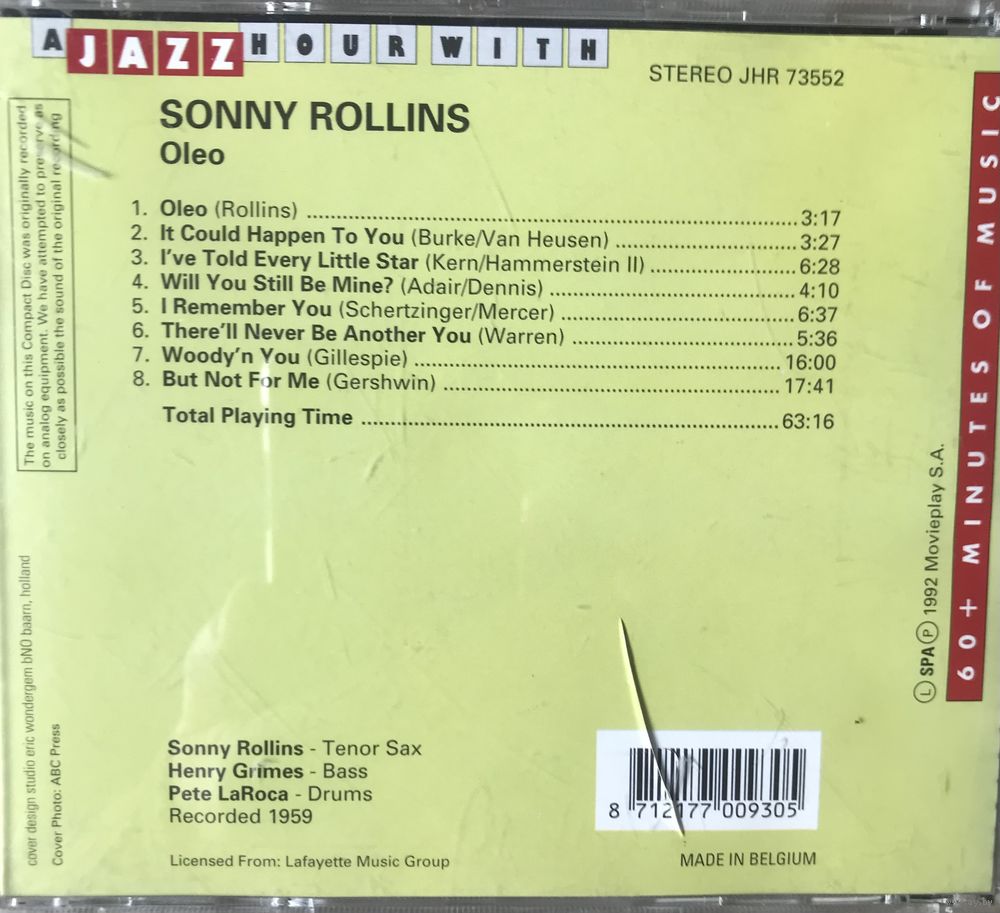 A JAZZ HOUR WITH
STEREO JHR 73552
SONNY ROLLINS
Oleo
1. Oleo (Rollins) ........ 3:17
2. It Could Happen To You (Burke/Van Heusen) ........ 3:27
3. I've Told Every Little Star (Kern/Hammerstein II) ........ 6:28
4. Will You Still Be Mine? (Adair/Dennis) ........ 4:10
5. I Remember You (Schertzinger/Mercer) ........ 6:37
6. There'll Never Be Another You (Warren) ........ 5:36
7. Woody'n You (Gillespie) ........ 16:00
8. But Not For Me (Gershwin) ........ 17:41
Total Playing Time ........ 63:16
The music on this Compact Disc was originally recorded
on analog equipment. We have attempted to preserve as
closely as possible the sound of the original recording
cover design studio eric wondergem bNO baarn, holland
Cover Photo: ABC Press
60+ MINUTES OF MUSIC
Ⓛ SPA Ⓟ 1992 Movieplay S.A.
Sonny Rollins - Tenor Sax
Henry Grimes - Bass
Pete LaRoca - Drums
Recorded 1959
Licensed From: Lafayette Music Group
8 712177 009305
MADE IN BELGIUM